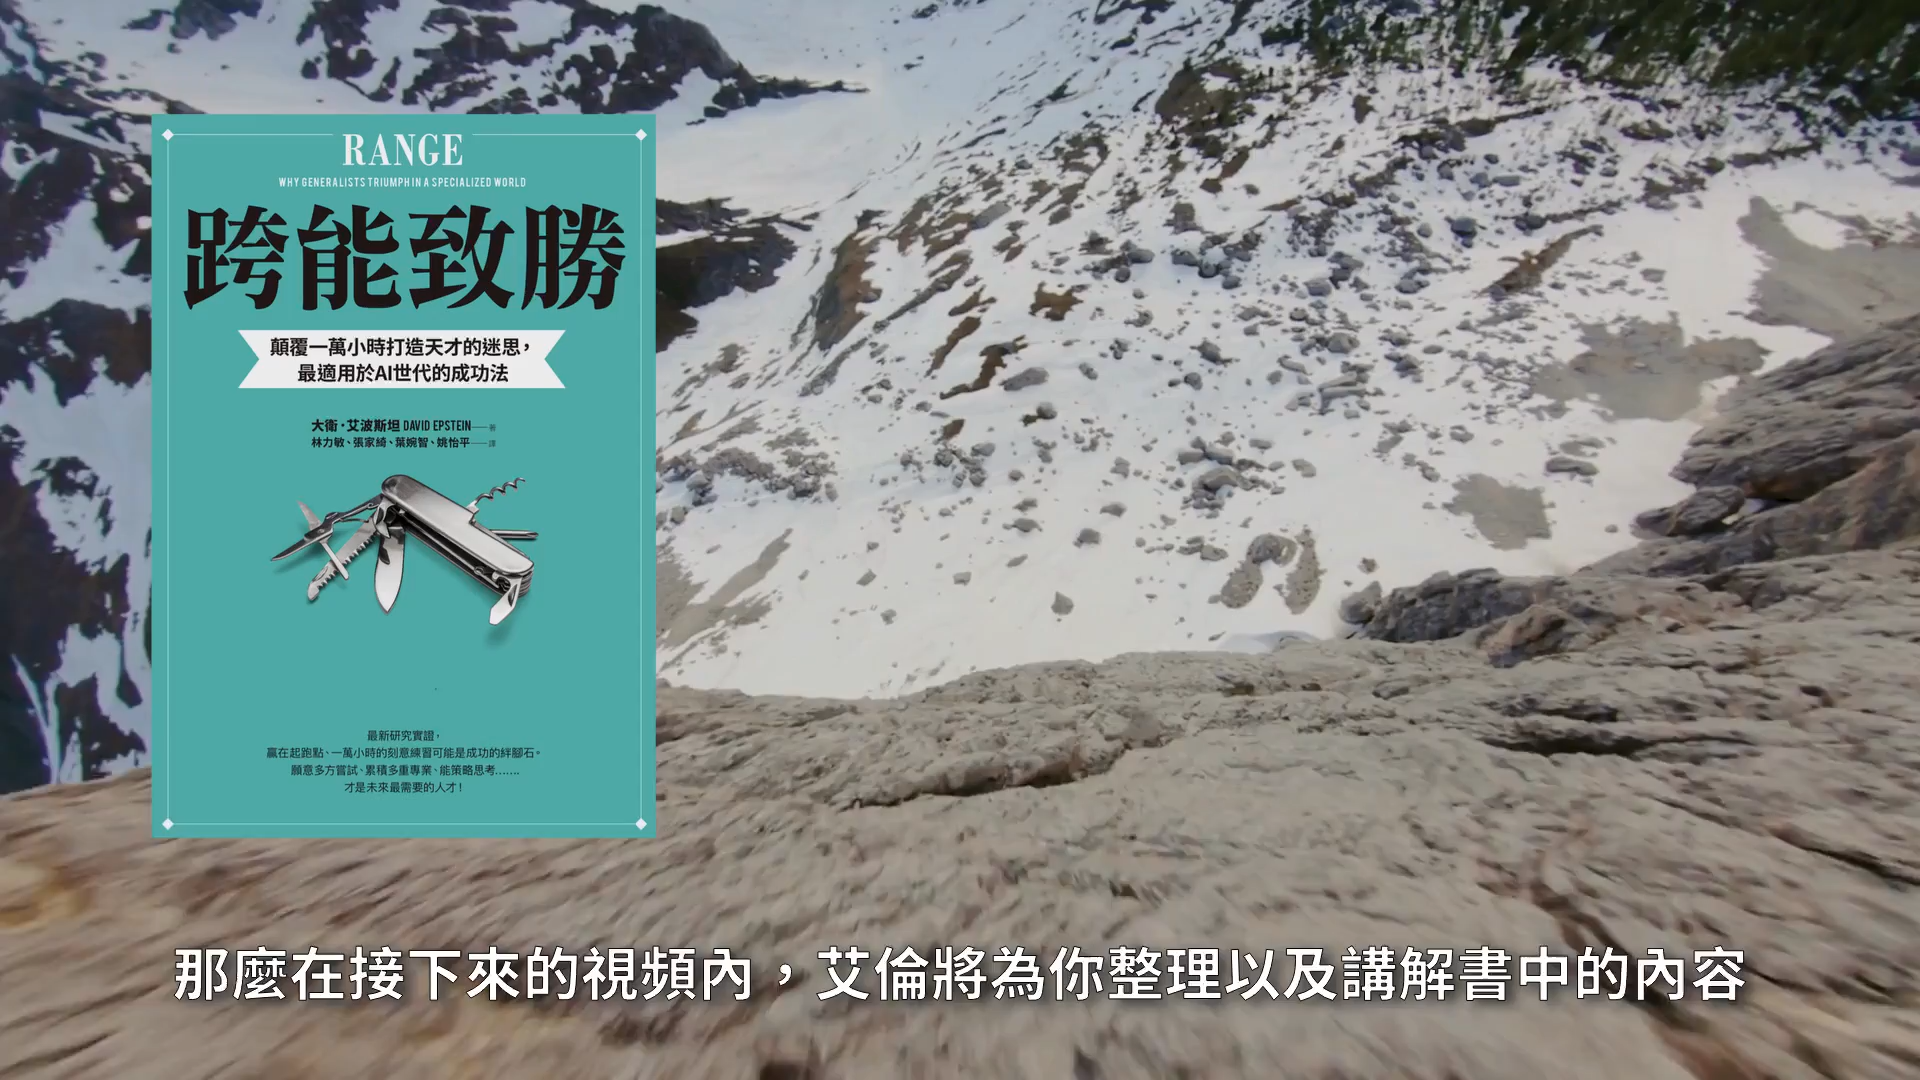 RANGE
WHY GENERALISTS TRIUMPH IN A SPECIALIZED WORLD
跨能致勝
顛覆一萬小時打造天才的迷思，
最適用於AI世代的成功法
大衛·艾波斯坦 DAVID EPSTEIN——著
林力敏、張家綺、葉婉智、姚怡平——譯
最新研究實證，
贏在起跑點、一萬小時的刻意練習可能是成功的絆腳石。
願意多方嘗試、累積多重專業、能策略思考……
才是未來最需要的人才！
那麼在接下來的視頻內，艾倫將為你整理以及講解書中的內容